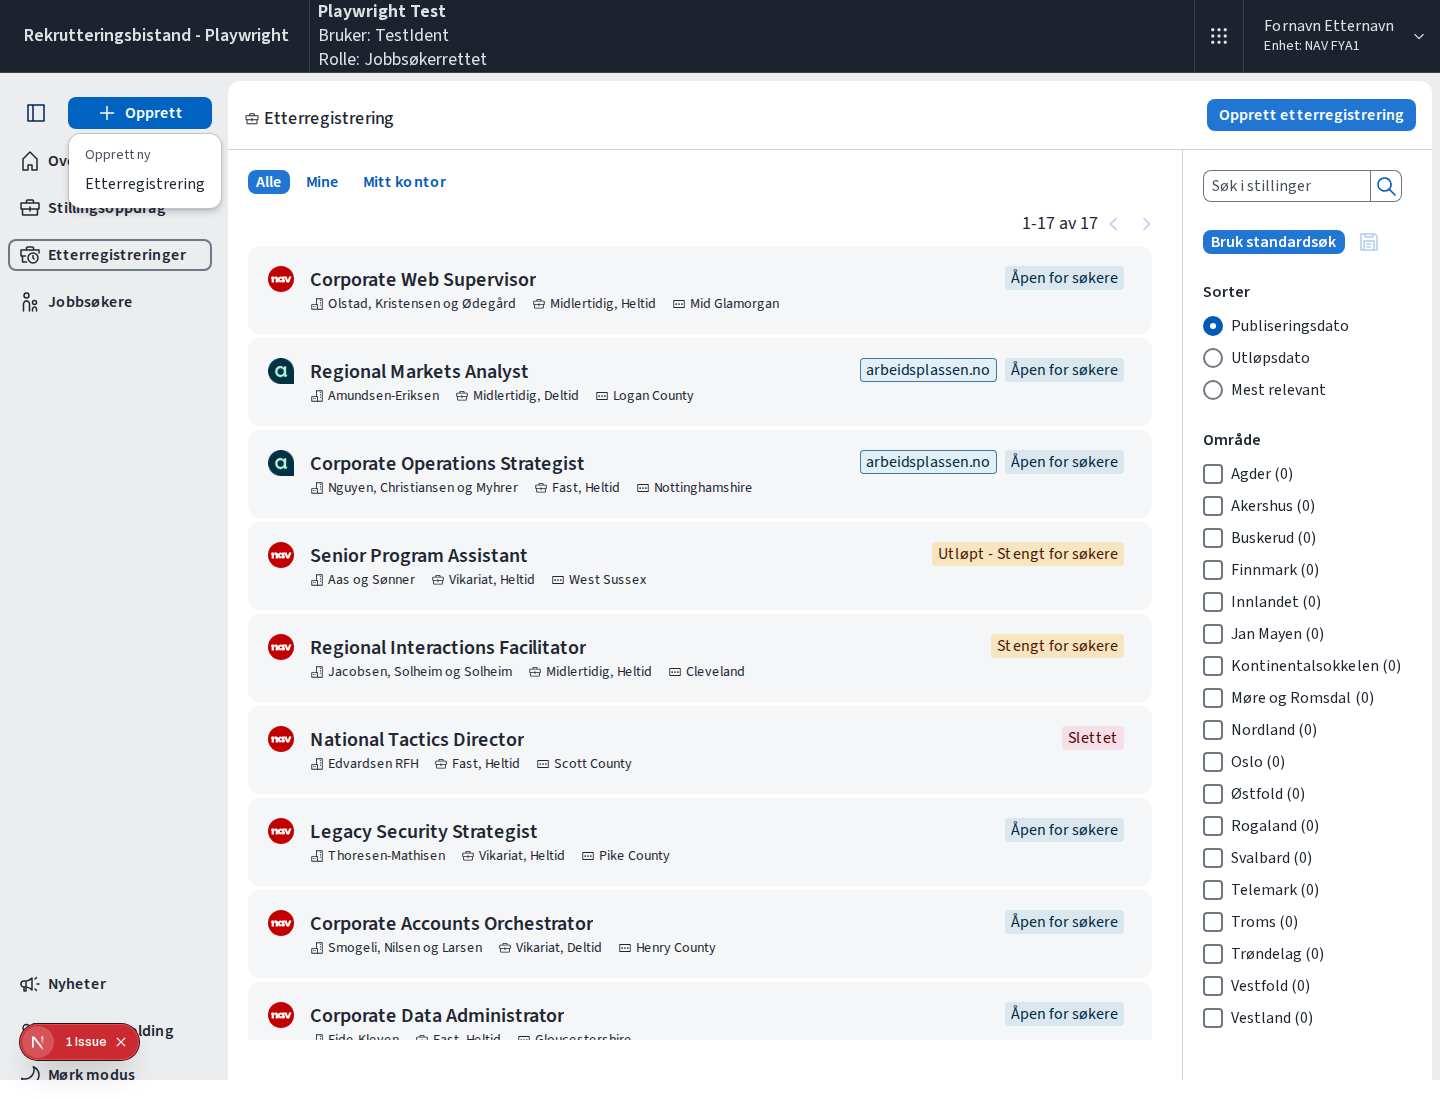 Rekrutteringsbistand - Playwright
Playwright Test
Bruker: TestIdent
Rolle: Jobbsøkerrettet
Fornavn Etternavn
Enhet: NAV FYA1
Opprett
Opprett ny
Etterregistrering
Stillingsoppdrag
Etterregistreringer
Jobbsøkere
Nyheter
1 Issue
Mørk modus
Etterregistrering
Opprett etterregistrering
Alle
Mine
Mitt kontor
1-17 av 17
nav
Corporate Web Supervisor
Olstad, Kristensen og Ødegård
Midlertidig, Heltid
Mid Glamorgan
Åpen for søkere
a
Regional Markets Analyst
Amundsen-Eriksen
Midlertidig, Deltid
Logan County
arbeidsplassen.no
Åpen for søkere
a
Corporate Operations Strategist
Nguyen, Christiansen og Myhrer
Fast, Heltid
Nottinghamshire
arbeidsplassen.no
Åpen for søkere
nav
Senior Program Assistant
Aas og Sønner
Vikariat, Heltid
West Sussex
Utløpt - Stengt for søkere
nav
Regional Interactions Facilitator
Jacobsen, Solheim og Solheim
Midlertidig, Heltid
Cleveland
Stengt for søkere
nav
National Tactics Director
Edvardsen RFH
Fast, Heltid
Scott County
Slettet
nav
Legacy Security Strategist
Thoresen-Mathisen
Vikariat, Heltid
Pike County
Åpen for søkere
nav
Corporate Accounts Orchestrator
Smogeli, Nilsen og Larsen
Vikariat, Deltid
Henry County
Åpen for søkere
nav
Corporate Data Administrator
Eide-Kleven
Fast, Heltid
Gloucestershire
Åpen for søkere
Søk i stillinger
Bruk standardsøk
Sorter
Publiseringsdato
Utløpsdato
Mest relevant
Område
Agder (0)
Akershus (0)
Buskerud (0)
Finnmark (0)
Innlandet (0)
Jan Mayen (0)
Kontinentalsokkelen (0)
Møre og Romsdal (0)
Nordland (0)
Oslo (0)
Østfold (0)
Rogaland (0)
Svalbard (0)
Telemark (0)
Troms (0)
Trøndelag (0)
Vestfold (0)
Vestland (0)